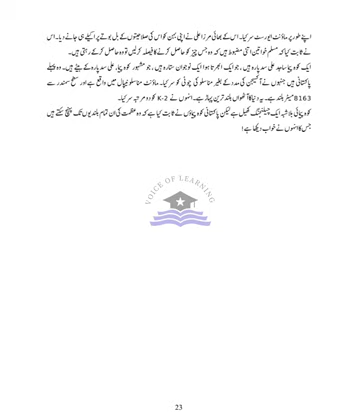 اپنے طور پر ماؤنٹ ایورسٹ سر کیا۔ اس کے بھائی مرزا علی نے اپنی بہن کو اس کی صلاحیتوں کے بل بوتے پر اکیلے ہی جانے دیا۔ اس
نے ثابت کیا کہ مسلم خواتین اتنی مضبوط ہیں کہ وہ جس چیز کو حاصل کرنے کا فیصلہ کر لیں تو وہ حاصل کر کے رہتی ہیں۔
ایک کوہ پیما ساجد علی سدپارہ ہیں، جو ایک ابھرتا ہوا ایک نوجوان ستارہ ہیں، جو مشہور کوہ پیما، علی سدپارہ کے بیٹے ہیں۔ وہ پہلے
پاکستانی ہیں جنہوں نے آکسیجن کی مدد کے بغیر مناسلو کی چوٹی کو سر کیا۔ ماؤنٹ مناسلو نیپال میں واقع ہے اور سطح سمندر سے
8163 میٹر بلند ہے۔ یہ دنیا کا آٹھواں بلند ترین پہاڑ ہے۔ انہوں نے K-2 کو دو مرتبہ سر کیا۔
کوہ پیمائی بلاشبہ ایک چیلنجنگ کھیل ہے لیکن پاکستانی کوہ پیماؤں نے ثابت کیا ہے کہ وہ عظمت کی ان تمام بلندیوں تک پہنچ سکتے ہیں
جس کا انہوں نے خواب دیکھا ہے!
VOICE OF LEARNING
23